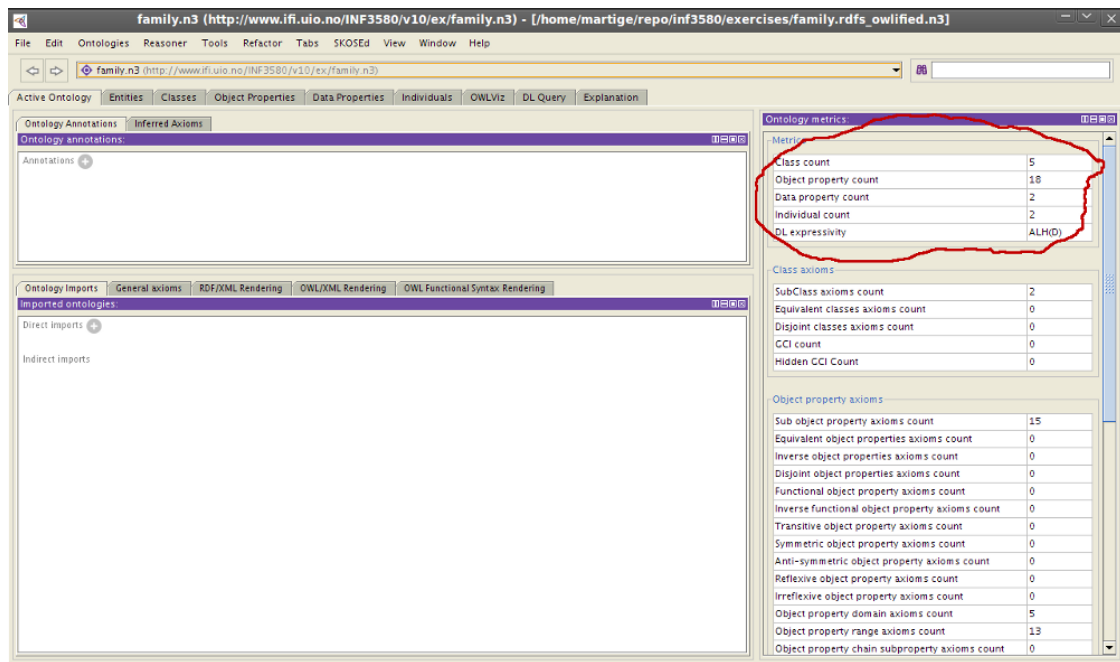 family.n3 (http://www.ifi.uio.no/INF3580/v10/ex/family.n3) - [/home/martige/repo/inf3580/exercises/family.rdfs_owlified.n3]
File Edit Ontologies Reasoner Tools Refactor Tabs SKOSEd View Window Help
family.n3 (http://www.ifi.uio.no/INF3580/v10/ex/family.n3)
Active Ontology Entities Classes Object Properties Data Properties Individuals OWLViz DL Query Explanation
Ontology Annotations Inferred Axioms
Ontology annotations:
Annotations
Ontology Imports General axioms RDF/XML Rendering OWL/XML Rendering OWL Functional Syntax Rendering
Imported ontologies:
Direct imports
Indirect imports
Ontology metrics:
Metrics
Class count 5
Object property count 18
Data property count 2
Individual count 2
DL expressivity ALH(D)
Class axioms
SubClass axioms count 2
Equivalent classes axioms count 0
Disjoint classes axioms count 0
GCI count 0
Hidden GCI Count 0
Object property axioms
Sub object property axioms count 15
Equivalent object properties axioms count 0
Inverse object properties axioms count 0
Disjoint object properties axioms count 0
Functional object property axioms count 0
Inverse functional object property axioms count 0
Transitive object property axioms count 0
Symmetric object property axioms count 0
Anti-symmetric object property axioms count 0
Reflexive object property axioms count 0
Irreflexive object property axioms count 0
Object property domain axioms count 5
Object property range axioms count 13
Object property chain subproperty axioms count 0